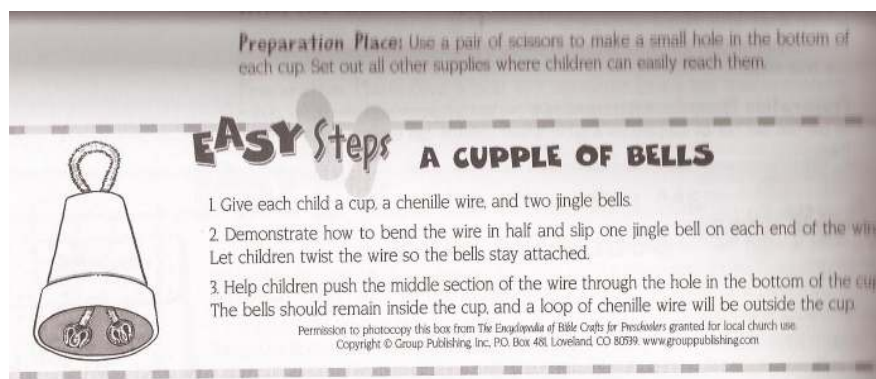 Preparation Place: Use a pair of scissors to make a small hole in the bottom of
each cup. Set out all other supplies where children can easily reach them.
EASY Steps A CUPPLE OF BELLS
1. Give each child a cup, a chenille wire, and two jingle bells.
2. Demonstrate how to bend the wire in half and slip one jingle bell on each end of the
Let children twist the wire so the bells stay attached.
3. Help children push the middle section of the wire through the hole in the bottom of the
The bells should remain inside the cup, and a loop of chenille wire will be outside the cup.
Permission to photocopy this box from The Encyclopedia of Bible Crafts for Preschoolers granted for local church use.
Copyright © Group Publishing, Inc., P.O. Box 481, Loveland, CO 80539. www.grouppublishing.com